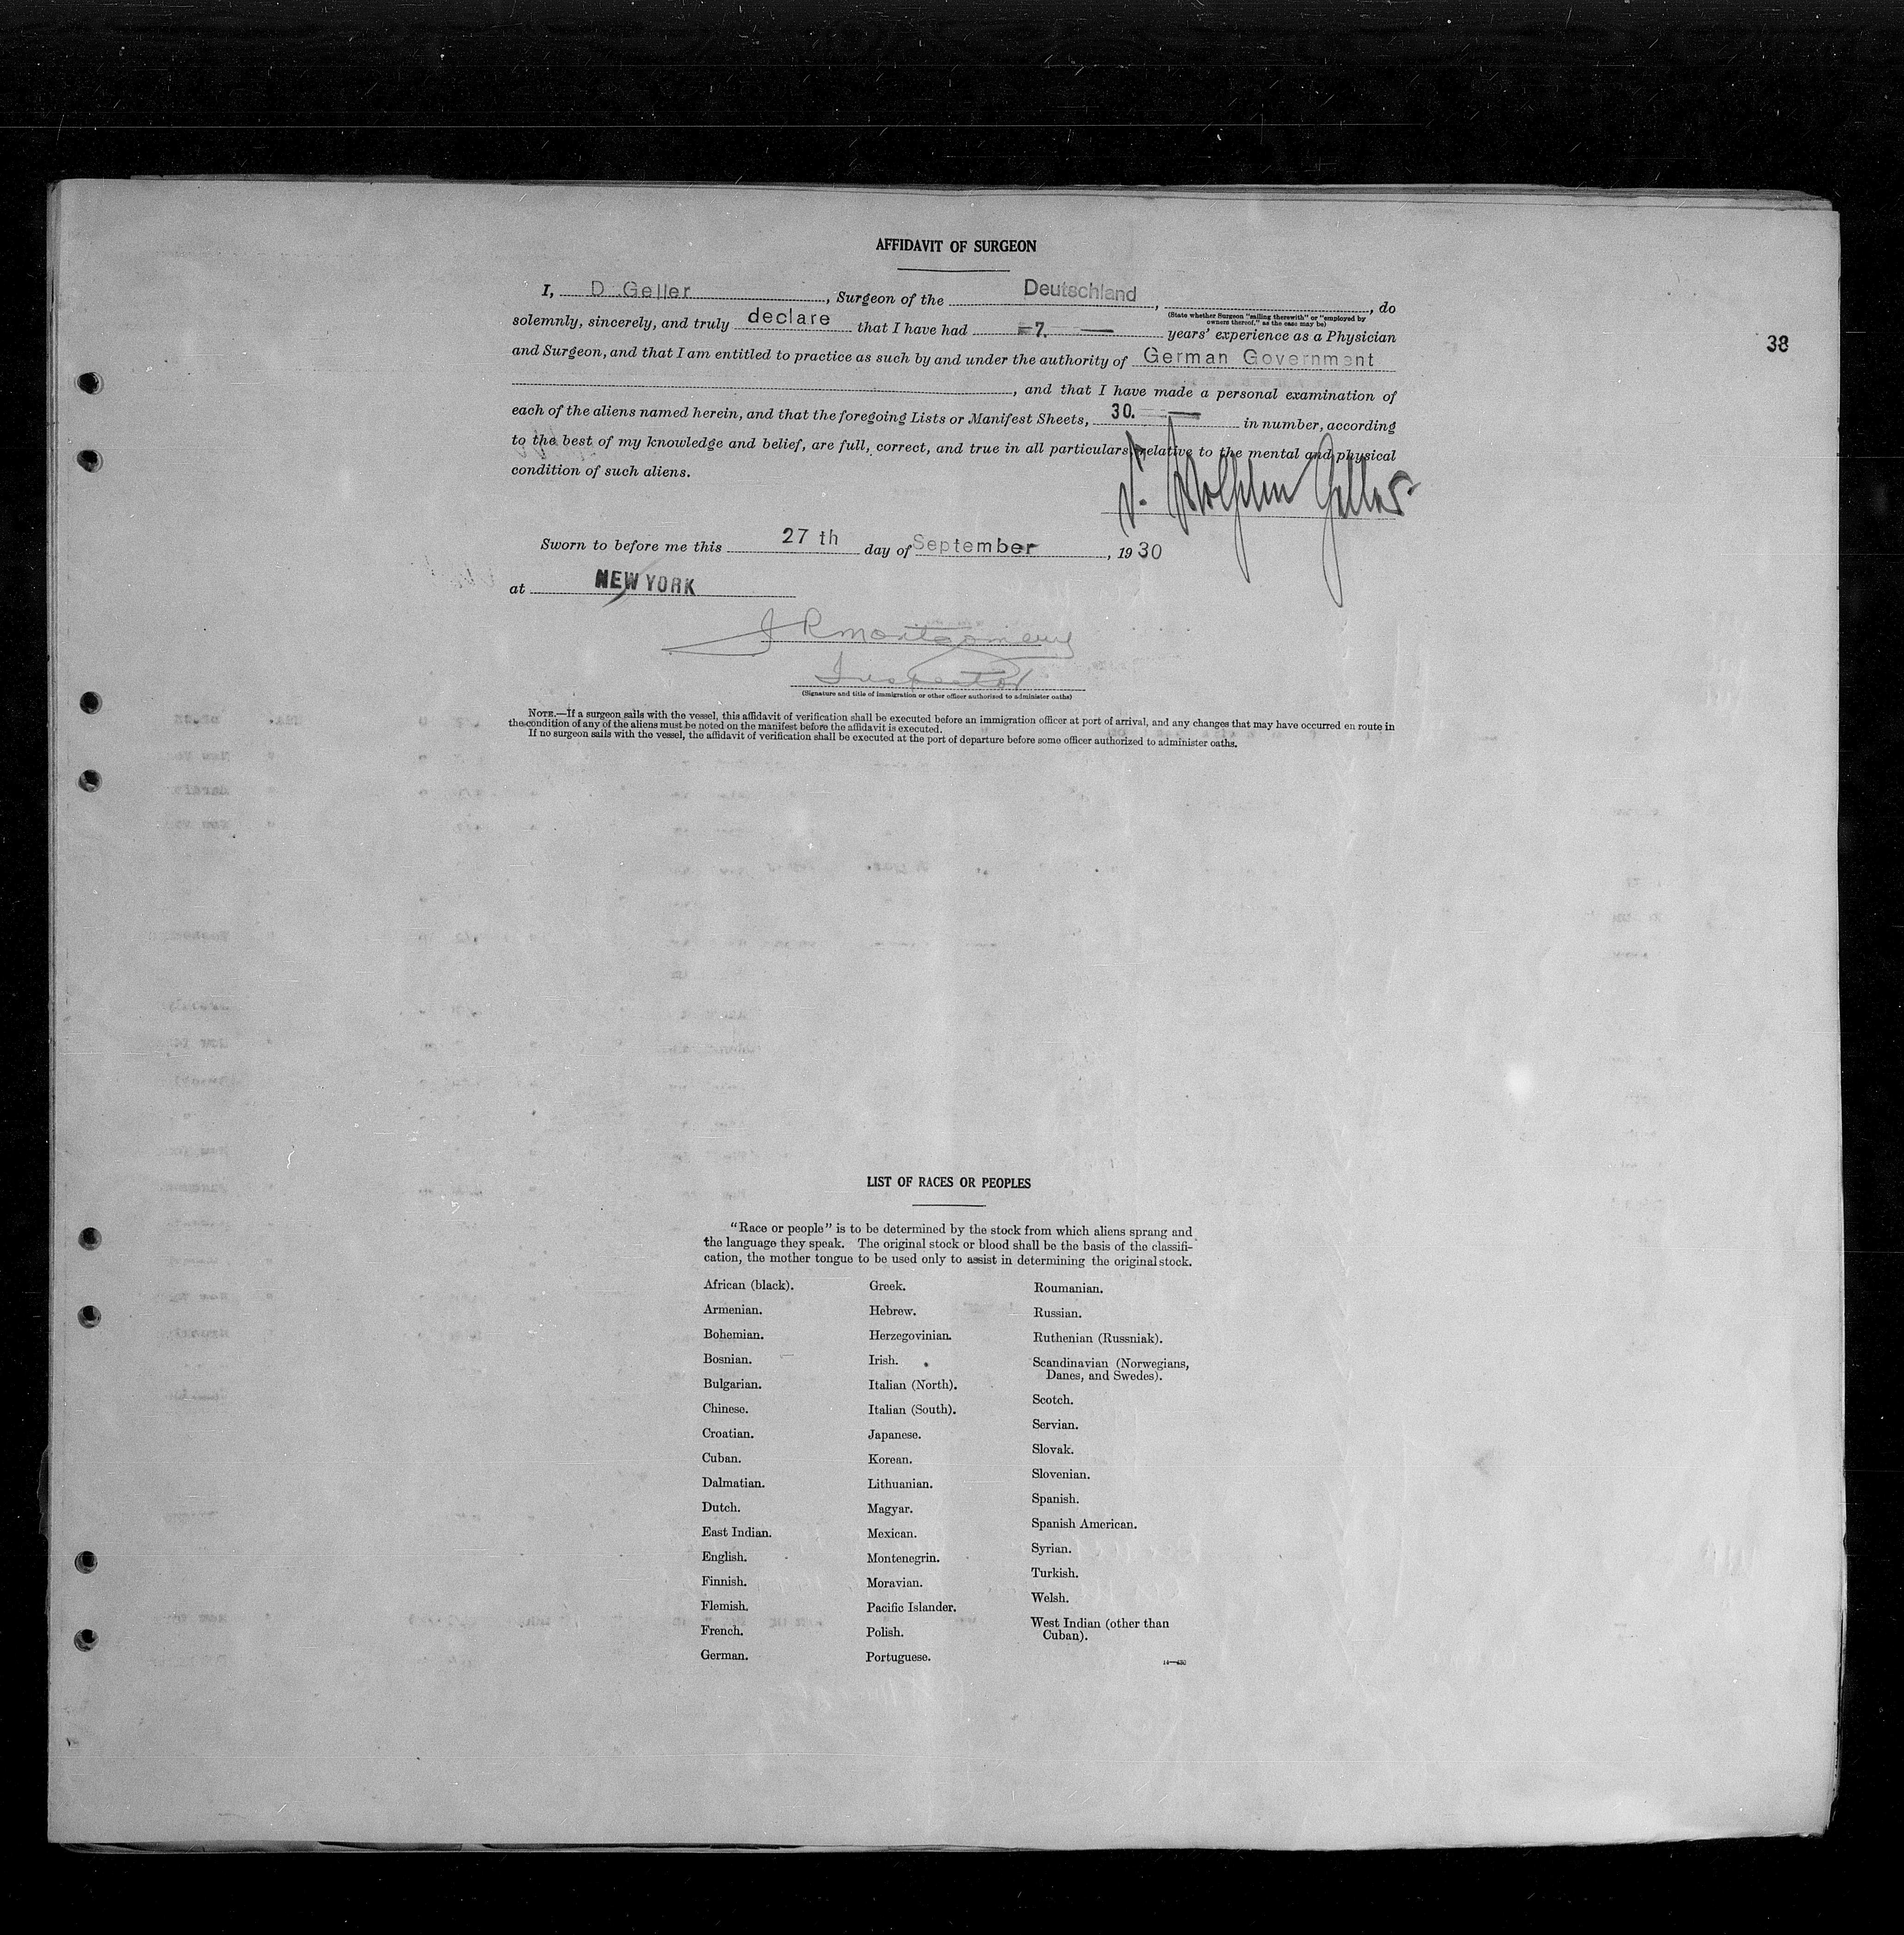 AFFIDAVIT OF SURGEON
I, D. Geller, Surgeon of the Deutschland, , do
(State whether Surgeon "sailing therewith" or "employed by
owners thereof," as the case may be)
solemnly, sincerely, and truly declare that I have had 7. years' experience as a Physician
38
and Surgeon, and that I am entitled to practice as such by and under the authority of German Government
, and that I have made a personal examination of
each of the aliens named herein, and that the foregoing Lists or Manifest Sheets, 30. in number, according
to the best of my knowledge and belief, are full, correct, and true in all particulars relative to the mental and physical
condition of such aliens.
Sworn to before me this 27 th day of September, 1930
at NEW YORK
J R Montgomery
Inspector
(Signature and title of immigration or other officer authorized to administer oaths)
NOTE.—If a surgeon sails with the vessel, this affidavit of verification shall be executed before an immigration officer at port of arrival, and any changes that may have occurred en route in
the condition of any of the aliens must be noted on the manifest before the affidavit is executed.
If no surgeon sails with the vessel, the affidavit of verification shall be executed at the port of departure before some officer authorized to administer oaths.
LIST OF RACES OR PEOPLES
"Race or people" is to be determined by the stock from which aliens sprang and
the language they speak. The original stock or blood shall be the basis of the classifi-
cation, the mother tongue to be used only to assist in determining the original stock.
African (black).
Armenian.
Bohemian.
Bosnian.
Bulgarian.
Chinese.
Croatian.
Cuban.
Dalmatian.
Dutch.
East Indian.
English.
Finnish.
Flemish.
French.
German.
Greek.
Hebrew.
Herzegovinian.
Irish.
Italian (North).
Italian (South).
Japanese.
Korean.
Lithuanian.
Magyar.
Mexican.
Montenegrin.
Moravian.
Pacific Islander.
Polish.
Portuguese.
Roumanian.
Russian.
Ruthenian (Russniak).
Scandinavian (Norwegians,
Danes, and Swedes).
Scotch.
Servian.
Slovak.
Slovenian.
Spanish.
Spanish American.
Syrian.
Turkish.
Welsh.
West Indian (other than
Cuban).
14—430